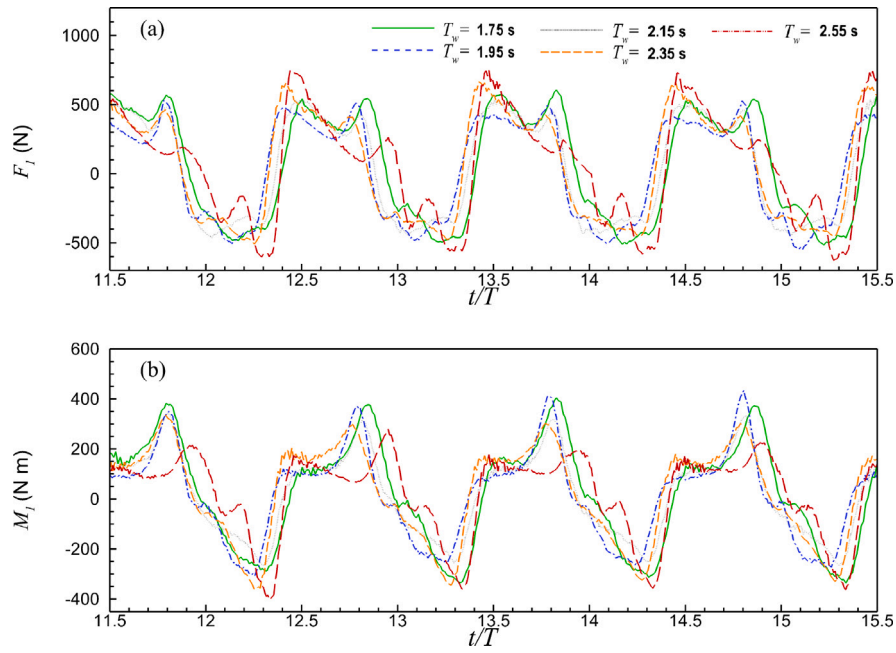 (a)
T_w = 1.75 s T_w = 2.15 s T_w = 2.55 s
T_w = 1.95 s T_w = 2.35 s
1000
500
0
-500
F_1 (N)
11.5 12 12.5 13 13.5 14 14.5 15 15.5
t/T
(b)
600
400
200
0
-200
-400
M_1 (N m)
11.5 12 12.5 13 13.5 14 14.5 15 15.5
t/T